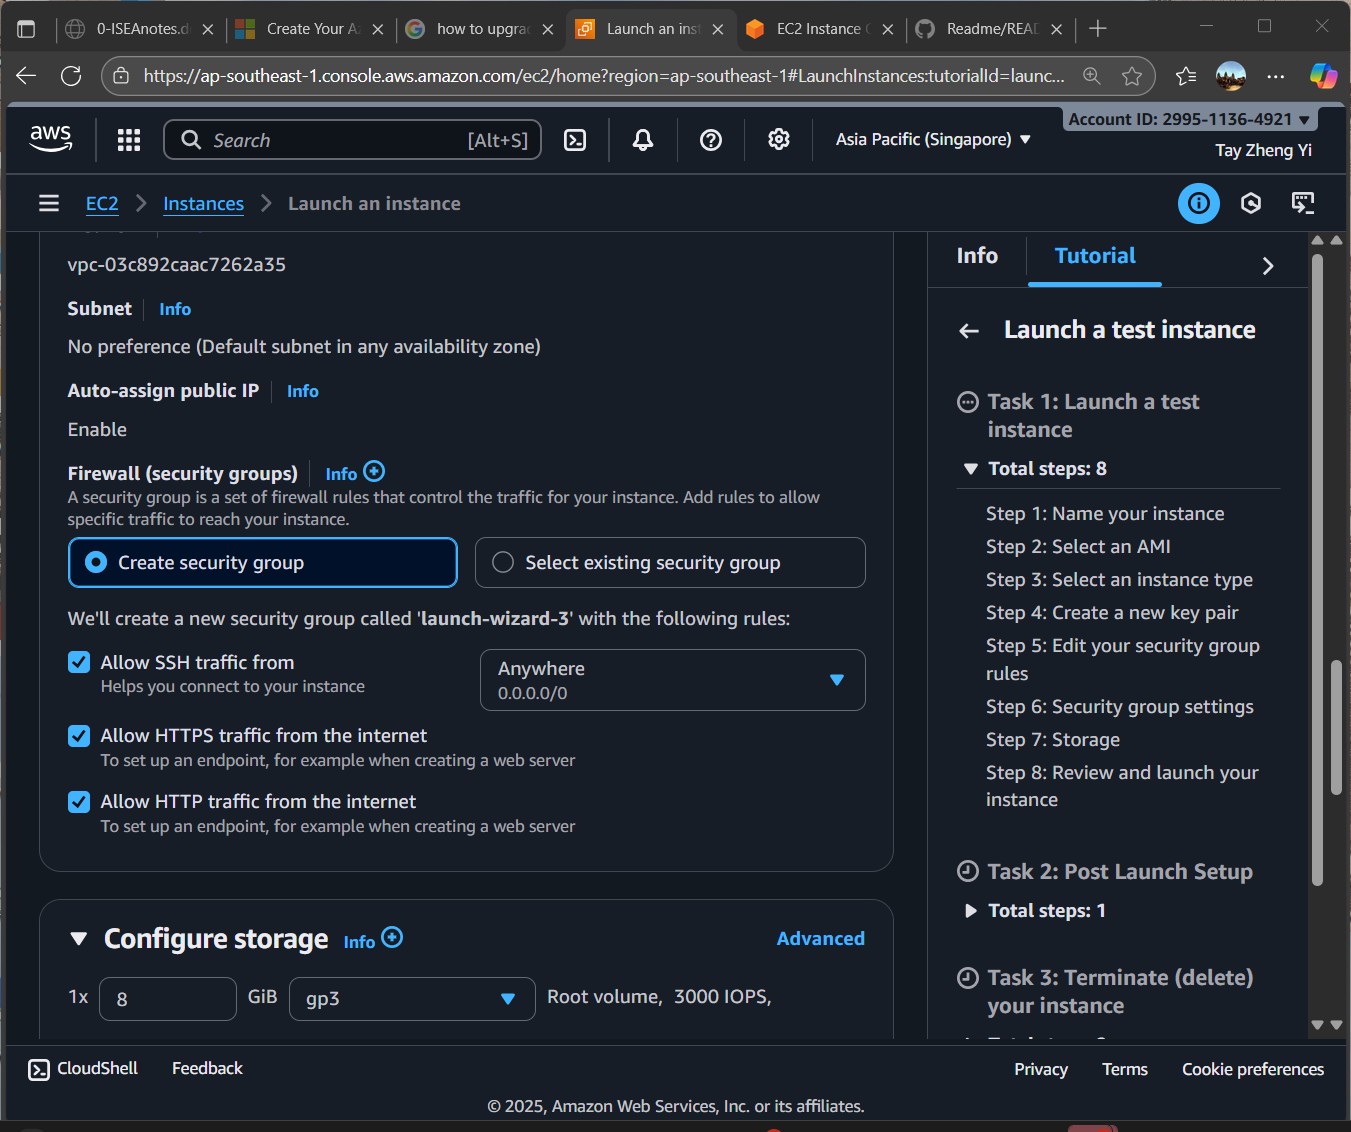 0-ISEAnotes.d
Create Your A
how to upgra
Launch an inst
EC2 Instance
Readme/REA
https://ap-southeast-1.console.aws.amazon.com/ec2/home?region=ap-southeast-1#LaunchInstances:tutorialId=launc...
aws
Search
[Alt+S]
Asia Pacific (Singapore)
Account ID: 2995-1136-4921
Tay Zheng Yi
EC2
Instances
Launch an instance
vpc-03c892caac7262a35
Subnet
Info
No preference (Default subnet in any availability zone)
Auto-assign public IP
Info
Enable
Firewall (security groups)
Info
A security group is a set of firewall rules that control the traffic for your instance. Add rules to allow
specific traffic to reach your instance.
Create security group
Select existing security group
We'll create a new security group called 'launch-wizard-3' with the following rules:
Allow SSH traffic from
Helps you connect to your instance
Anywhere
0.0.0.0/0
Allow HTTPS traffic from the internet
To set up an endpoint, for example when creating a web server
Allow HTTP traffic from the internet
To set up an endpoint, for example when creating a web server
Configure storage
Info
Advanced
1x
8
GiB
gp3
Root volume, 3000 IOPS,
Info
Tutorial
Launch a test instance
Task 1: Launch a test
instance
Total steps: 8
Step 1: Name your instance
Step 2: Select an AMI
Step 3: Select an instance type
Step 4: Create a new key pair
Step 5: Edit your security group
rules
Step 6: Security group settings
Step 7: Storage
Step 8: Review and launch your
instance
Task 2: Post Launch Setup
Total steps: 1
Task 3: Terminate (delete)
your instance
CloudShell
Feedback
Privacy
Terms
Cookie preferences
© 2025, Amazon Web Services, Inc. or its affiliates.